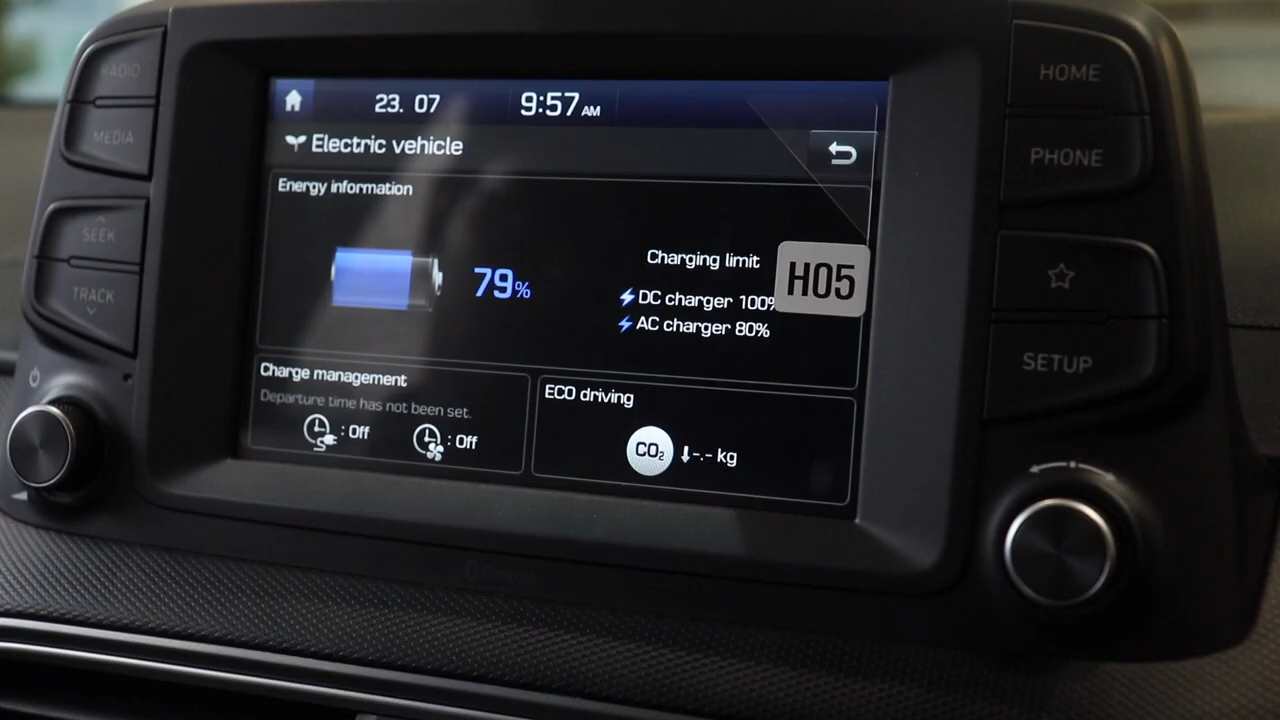 RADIO
MEDIA
SEEK
TRACK
23. 07
9:57 AM
Electric vehicle
Energy information
79%
Charging limit
DC charger 100%
AC charger 80%
H05
Charge management
Departure time has not been set.
: Off
: Off
ECO driving
CO₂
-.- kg
HOME
PHONE
SETUP